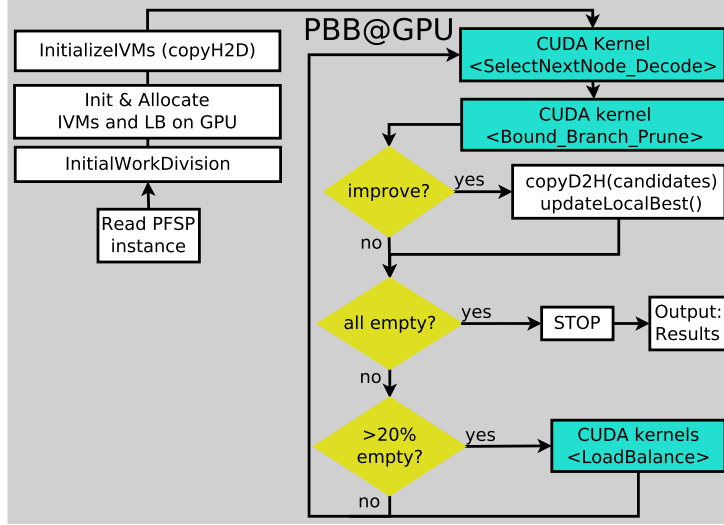 PBB@GPU
InitializeIVMs (copyH2D)
Init & Allocate
IVMs and LB on GPU
InitialWorkDivision
Read PFSP
instance
CUDA Kernel
<SelectNextNode_Decode>
CUDA kernel
<Bound_Branch_Prune>
improve?
yes
copyD2H(candidates)
updateLocalBest()
no
all empty?
yes
STOP
Output:
Results
no
>20%
empty?
yes
CUDA kernels
<LoadBalance>
no